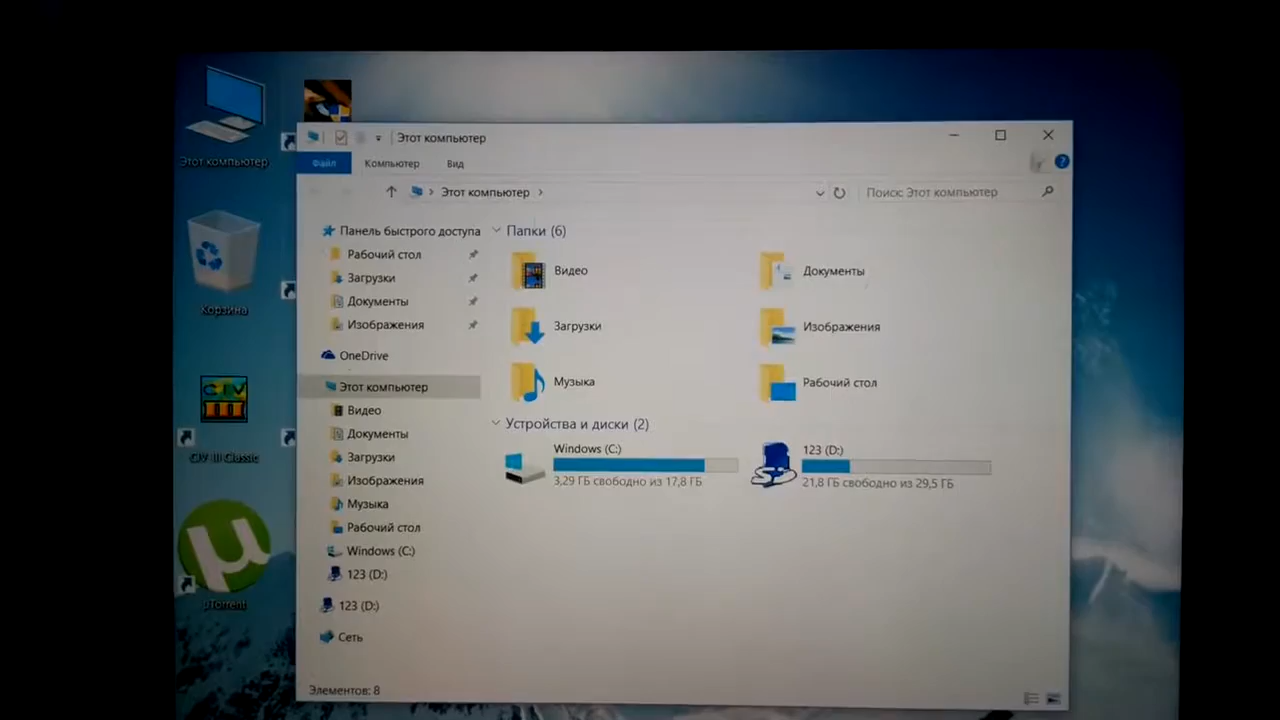 Этот компьютер
Корзина
CIV III
CIV III Classic
µ
µTorrent
Этот компьютер
Файл
Компьютер
Вид
?
Этот компьютер
Поиск: Этот компьютер
Панель быстрого доступа
Рабочий стол
Загрузки
Документы
Изображения
OneDrive
Этот компьютер
Видео
Документы
Загрузки
Изображения
Музыка
Рабочий стол
Windows (C:)
123 (D:)
123 (D:)
Сеть
Папки (6)
Видео
Документы
Загрузки
Изображения
Музыка
Рабочий стол
Устройства и диски (2)
Windows (C:)
3,29 ГБ свободно из 17,8 ГБ
123 (D:)
21,8 ГБ свободно из 29,5 ГБ
Элементов: 8